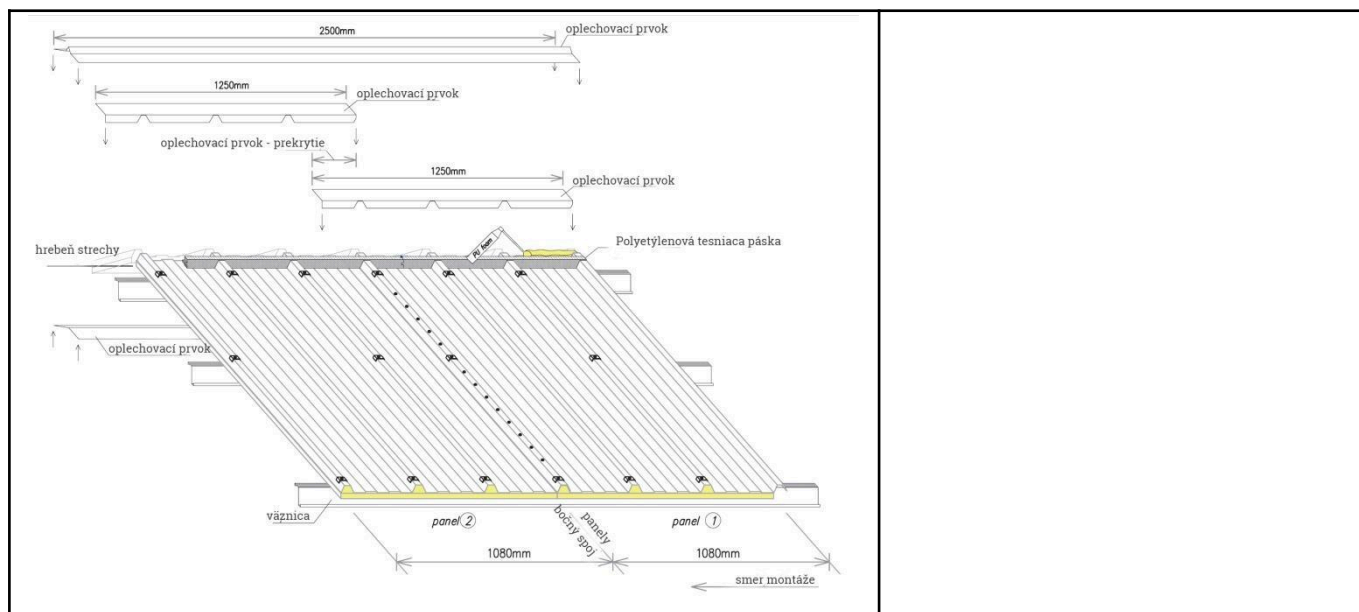 2500mm
oplechovací prvok
1250mm
oplechovací prvok
oplechovací prvok - prekrytie
1250mm
oplechovací prvok
PU foam
Polyetýlenová tesniaca páska
hrebeň strechy
oplechovací prvok
väznica
panel 2
bočný spoj
panely
panel 1
1080mm
1080mm
smer montáže